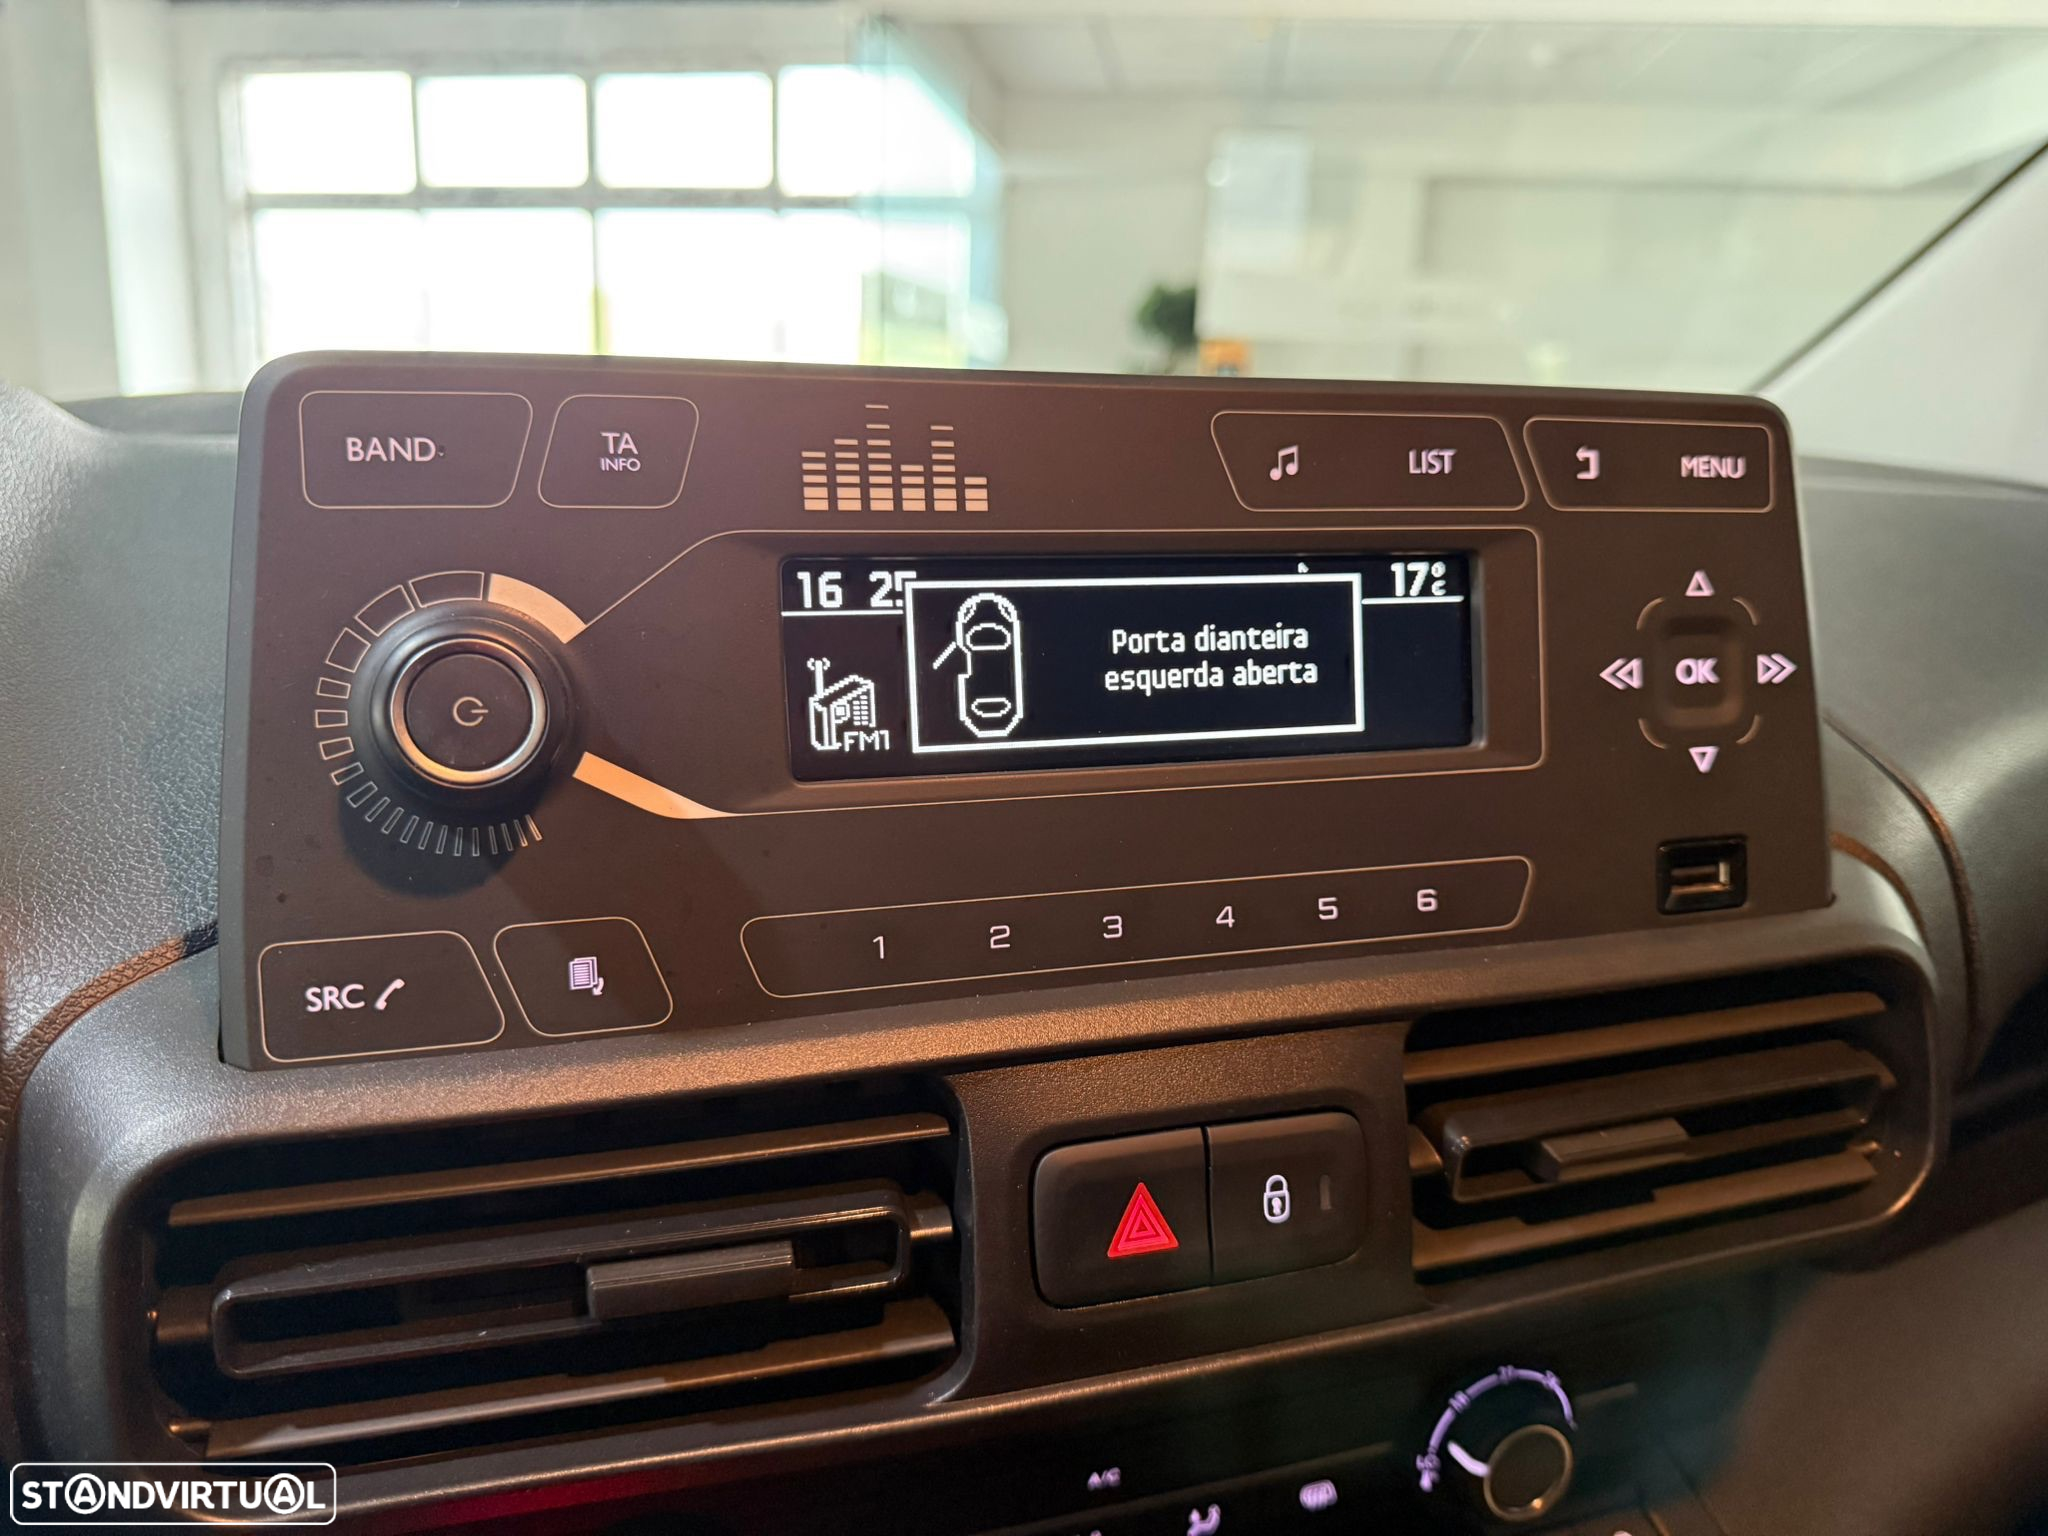 BAND
TA
INFO
LIST
MENU
16 25
17°C
Porta dianteira
esquerda aberta
FM1
OK
1 2 3 4 5 6
SRC
A/C
STANDVIRTUAL